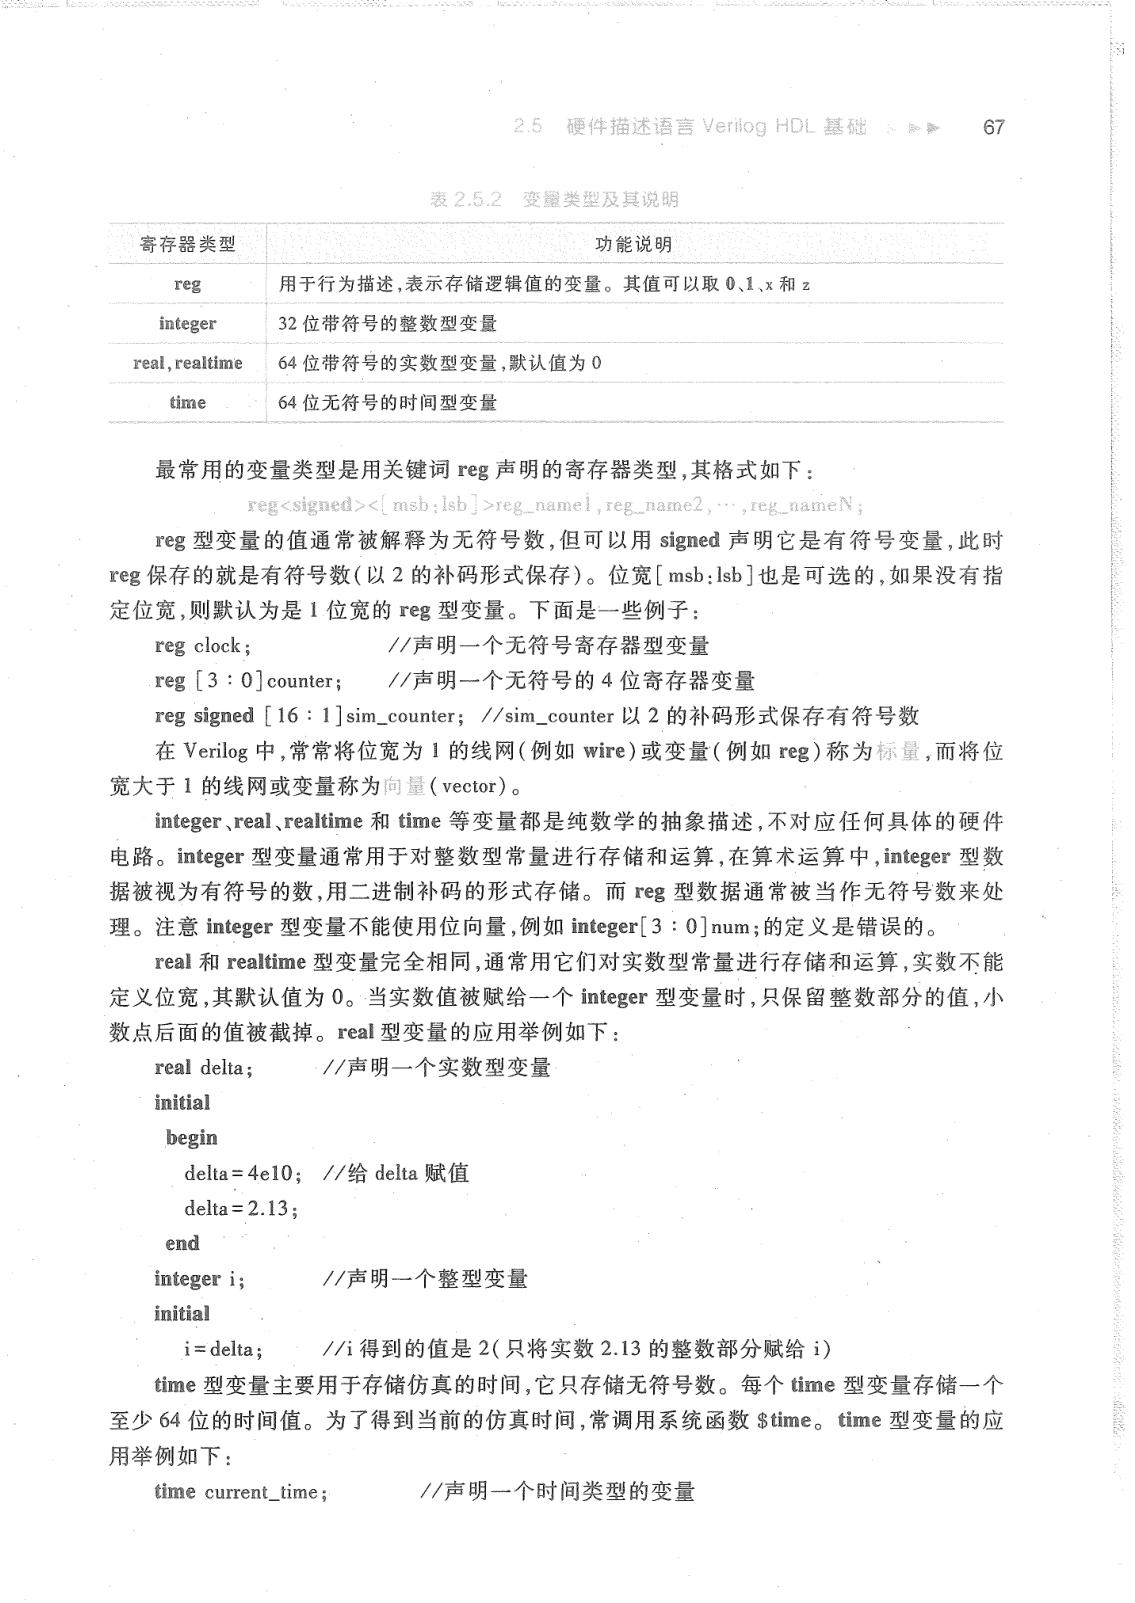 2.5 硬件描述语言 Verilog HDL 基础 67
表 2.5.2 变量类型及其说明
寄存器类型 功能说明
reg 用于行为描述,表示存储逻辑值的变量。其值可以取 0、1、x 和 z
integer 32 位带符号的整数型变量
real,realtime 64 位带符号的实数型变量,默认值为 0
time 64 位无符号的时间型变量
最常用的变量类型是用关键词 reg 声明的寄存器类型,其格式如下:
reg<signed><[msb:lsb]>reg_name1,reg_name2,…,reg_nameN;
reg 型变量的值通常被解释为无符号数,但可以用 signed 声明它是有符号变量,此时
reg 保存的就是有符号数(以 2 的补码形式保存)。位宽[msb:lsb]也是可选的,如果没有指
定位宽,则默认为是 1 位宽的 reg 型变量。下面是一些例子:
reg clock; //声明一个无符号寄存器型变量
reg [3:0]counter; //声明一个无符号的 4 位寄存器变量
reg signed [16:1]sim_counter; //sim_counter 以 2 的补码形式保存有符号数
在 Verilog 中,常常将位宽为 1 的线网(例如 wire)或变量(例如 reg)称为标量,而将位
宽大于 1 的线网或变量称为向量(vector)。
integer、real、realtime 和 time 等变量都是纯数学的抽象描述,不对应任何具体的硬件
电路。integer 型变量通常用于对整数型常量进行存储和运算,在算术运算中,integer 型数
据被视为有符号的数,用二进制补码的形式存储。而 reg 型数据通常被当作无符号数来处
理。注意 integer 型变量不能使用位向量,例如 integer[3:0]num;的定义是错误的。
real 和 realtime 型变量完全相同,通常用它们对实数型常量进行存储和运算,实数不能
定义位宽,其默认值为 0。当实数值被赋给一个 integer 型变量时,只保留整数部分的值,小
数点后面的值被截掉。real 型变量的应用举例如下:
real delta; //声明一个实数型变量
initial
begin
delta=4e10; //给 delta 赋值
delta=2.13;
end
integer i; //声明一个整型变量
initial
i=delta; //i 得到的值是 2(只将实数 2.13 的整数部分赋给 i)
time 型变量主要用于存储仿真的时间,它只存储无符号数。每个 time 型变量存储一个
至少 64 位的时间值。为了得到当前的仿真时间,常调用系统函数 $time。time 型变量的应
用举例如下:
time current_time; //声明一个时间类型的变量